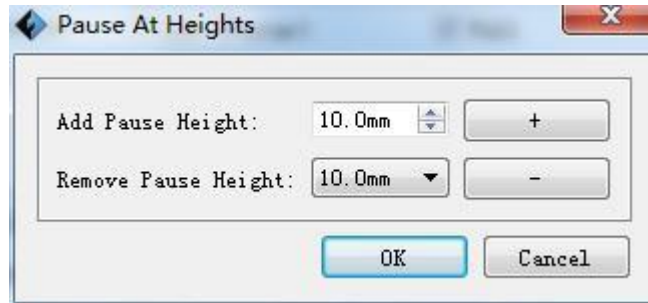 Pause At Heights
Add Pause Height: 10.0mm +
Remove Pause Height: 10.0mm -
OK Cancel